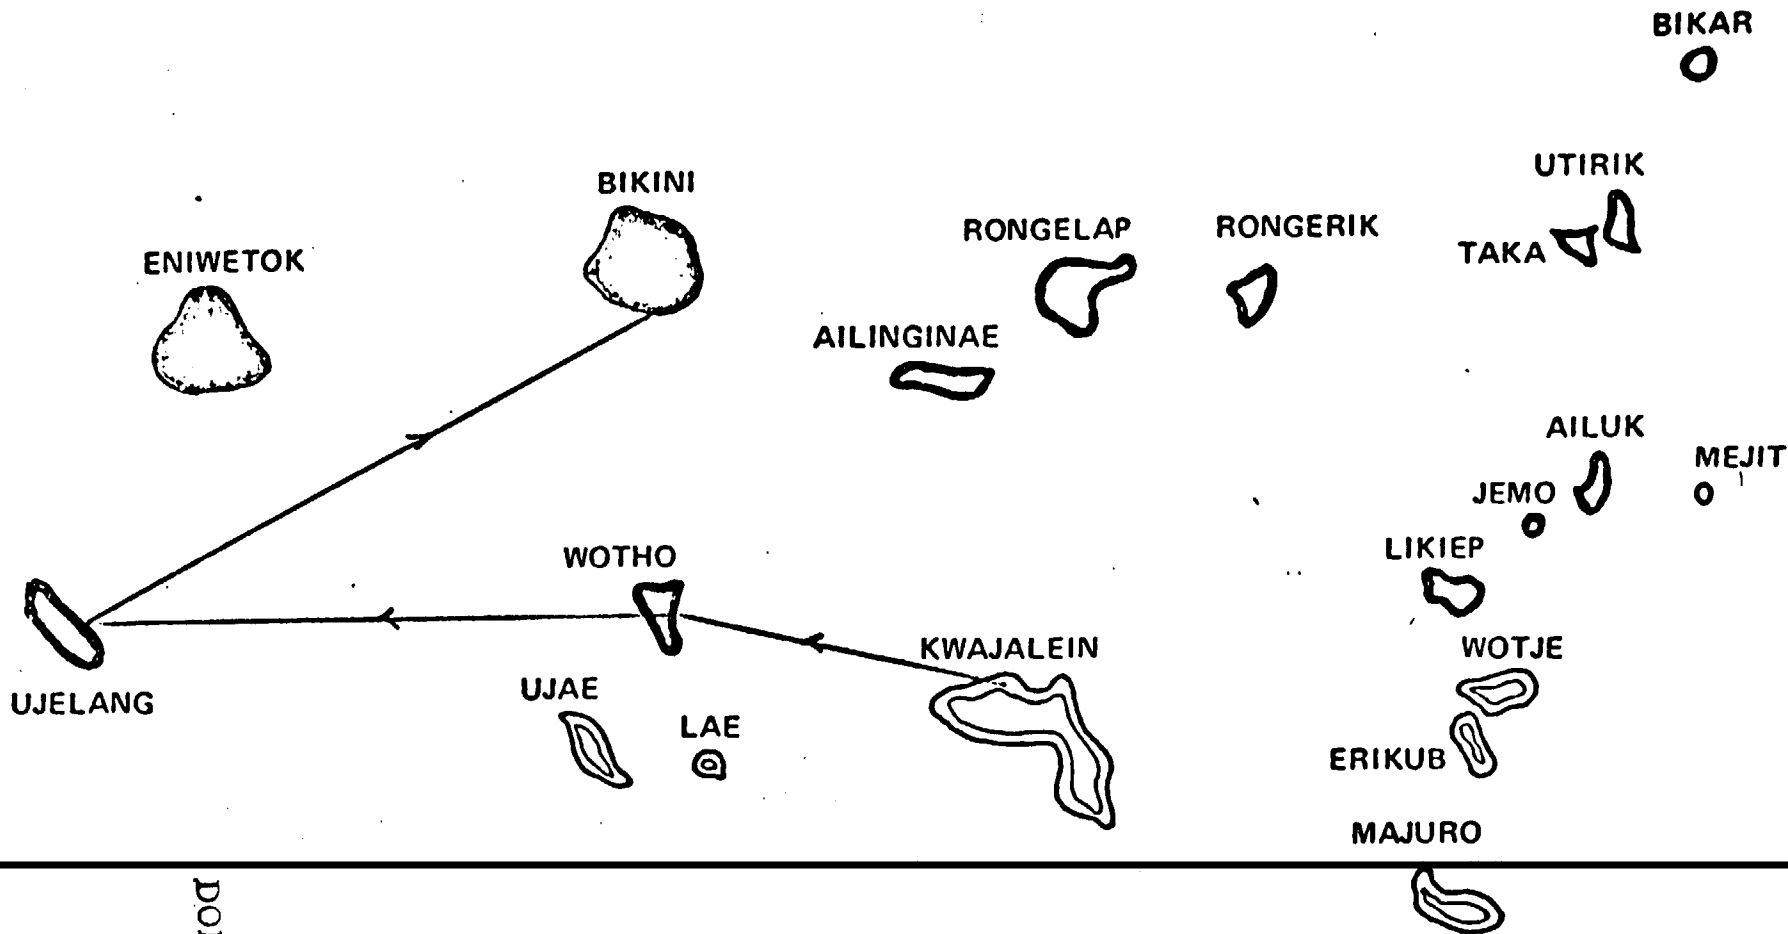 BIKAR
UTIRIK
BIKINI
RONGELAP
RONGERIK
TAKA
ENIWETOK
AILINGINAE
AILUK
MEJIT
JEMO
LIKIEP
WOTHO
KWAJALEIN
WOTJE
UJELANG
UJAE
LAE
ERIKUB
MAJURO